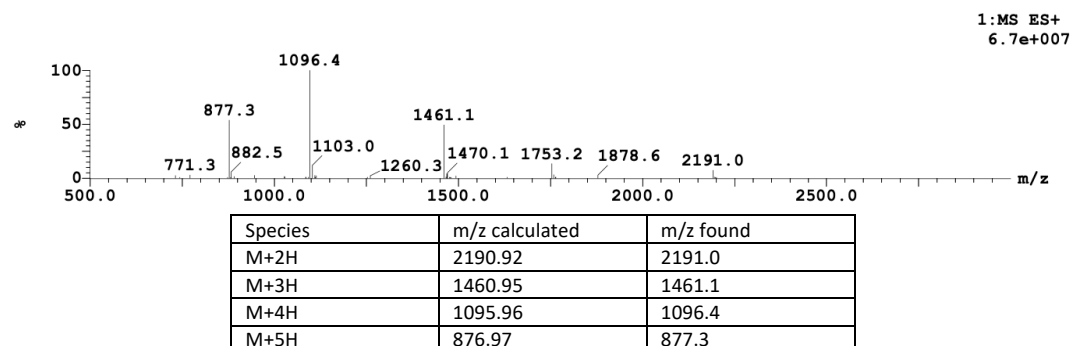 1:MS ES+
6.7e+007
100
%
50
0
1096.4
877.3
1461.1
771.3
882.5
1103.0
1260.3
1470.1
1753.2
1878.6
2191.0
m/z
500.0 1000.0 1500.0 2000.0 2500.0
Species m/z calculated m/z found
M+2H 2190.92 2191.0
M+3H 1460.95 1461.1
M+4H 1095.96 1096.4
M+5H 876.97 877.3